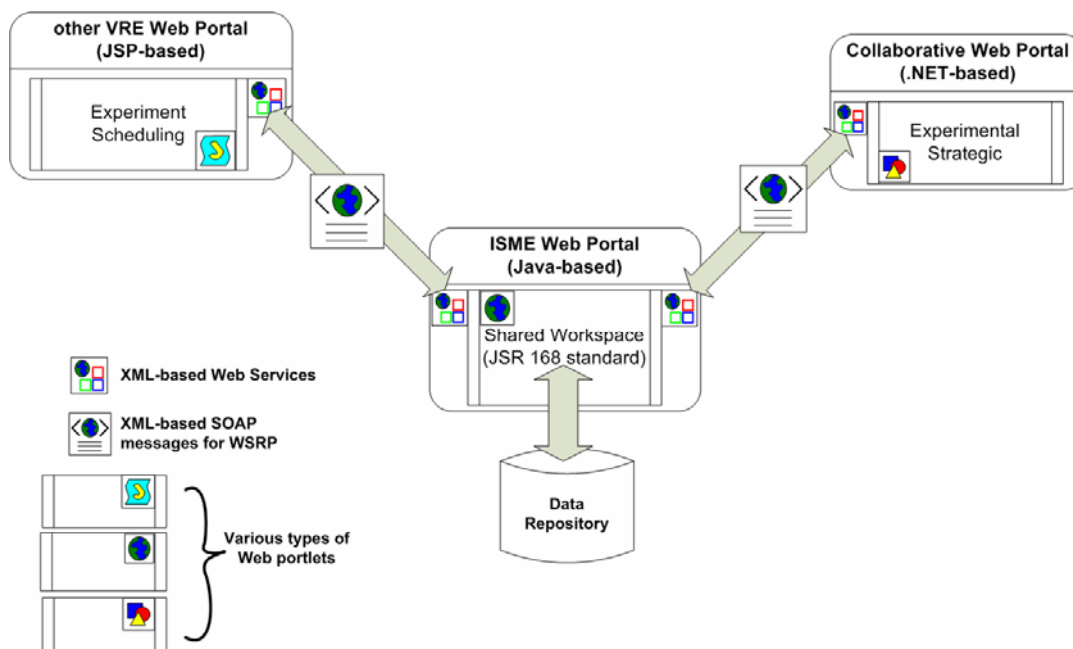 other VRE Web Portal
(JSP-based)
Experiment
Scheduling
Collaborative Web Portal
(.NET-based)
Experimental
Strategic
ISME Web Portal
(Java-based)
Shared Workspace
(JSR 168 standard)
XML-based Web Services
XML-based SOAP
messages for WSRP
Data
Repository
Various types of
Web portlets